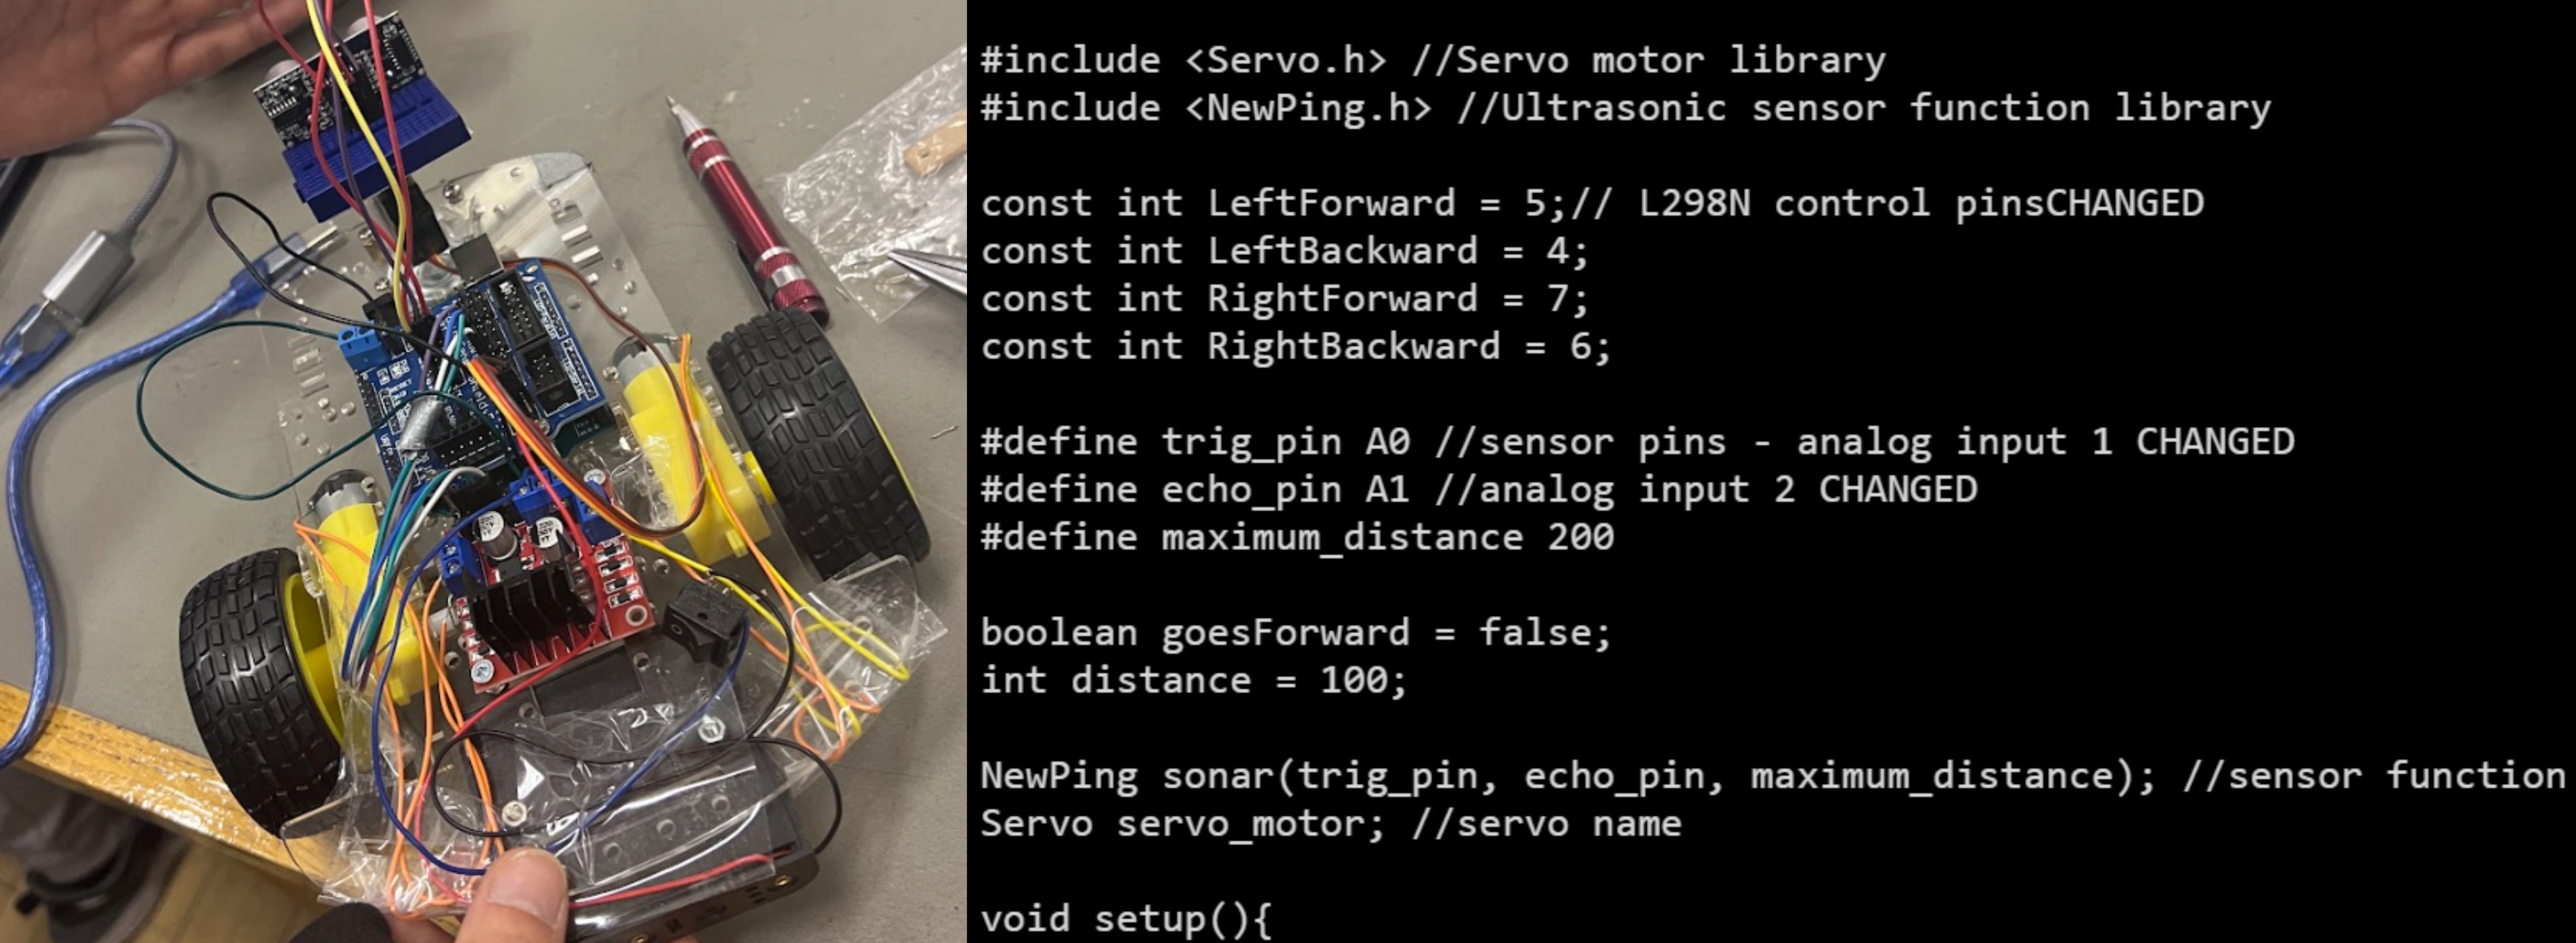 #include <Servo.h> //Servo motor library
#include <NewPing.h> //Ultrasonic sensor function library
const int LeftForward = 5;// L298N control pinsCHANGED
const int LeftBackward = 4;
const int RightForward = 7;
const int RightBackward = 6;
#define trig_pin A0 //sensor pins - analog input 1 CHANGED
#define echo_pin A1 //analog input 2 CHANGED
#define maximum_distance 200
boolean goesForward = false;
int distance = 100;
NewPing sonar(trig_pin, echo_pin, maximum_distance); //sensor function
Servo servo_motor; //servo name
void setup(){